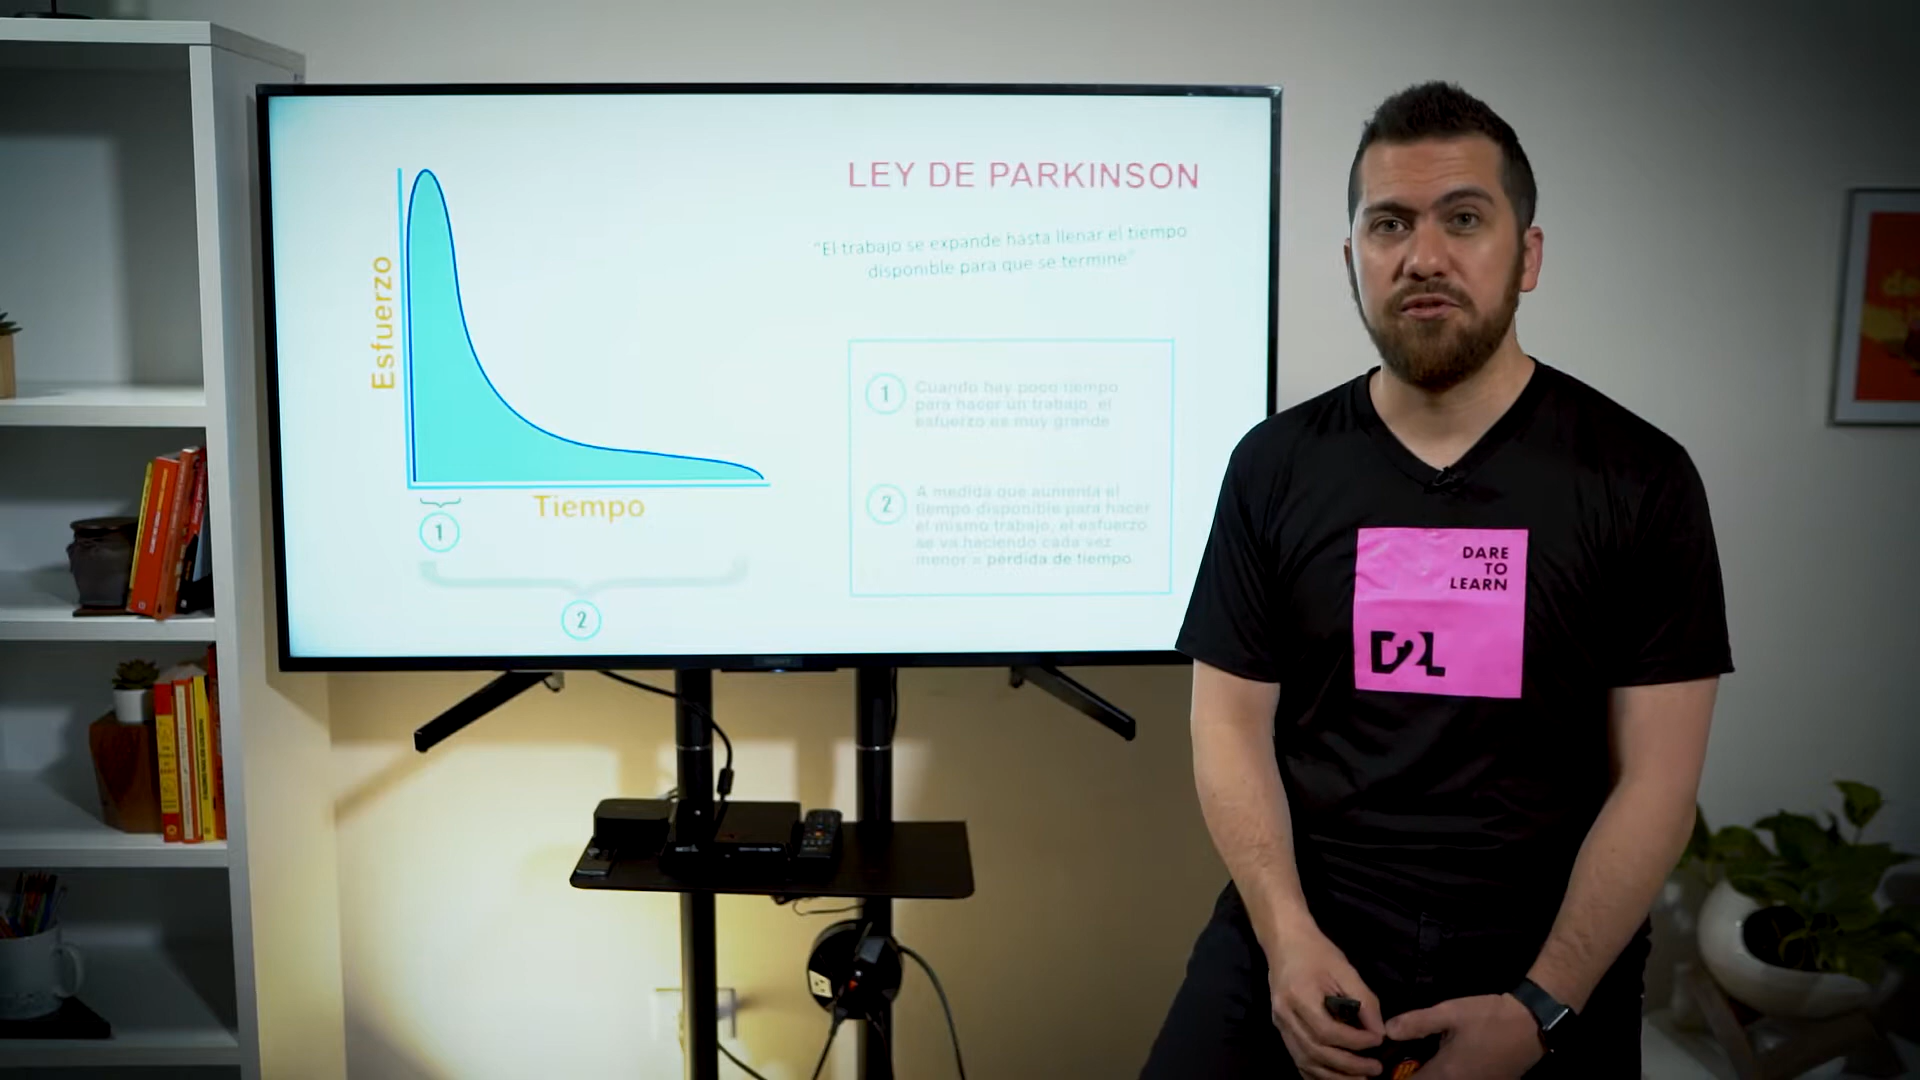 LEY DE PARKINSON
"El trabajo se expande hasta llenar el tiempo
disponible para que se termine"
Esfuerzo
Tiempo
1
2
1
Cuando hay poco tiempo
para hacer un trabajo, el
esfuerzo es muy grande
2
A medida que aumenta el
tiempo disponible para hacer
el mismo trabajo, el esfuerzo
se va haciendo cada vez
menor = pérdida de tiempo.
DARE
TO
LEARN
D2L